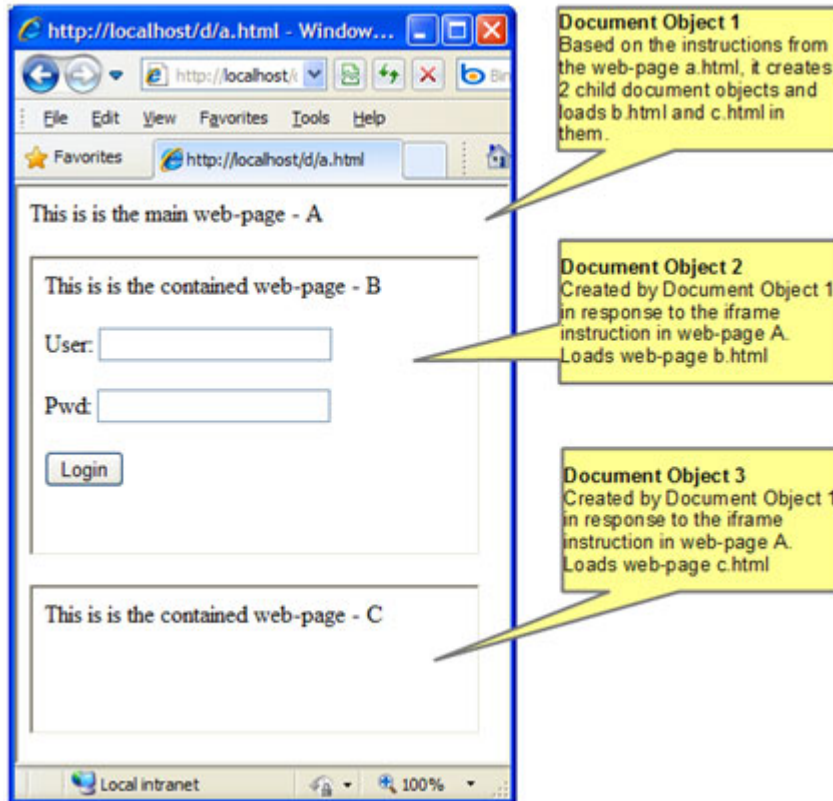 http://localhost/d/a.html - Window...
http://localhost/
File Edit View Favorites Tools Help
Favorites
http://localhost/d/a.html
This is is the main web-page - A
This is is the contained web-page - B
User:
Pwd:
Login
This is is the contained web-page - C
Local intranet
100%
Document Object 1
Based on the instructions from
the web-page a.html, it creates
2 child document objects and
loads b.html and c.html in
them.
Document Object 2
Created by Document Object 1
in response to the iframe
instruction in web-page A.
Loads web-page b.html
Document Object 3
Created by Document Object 1
in response to the iframe
instruction in web-page A.
Loads web-page c.html